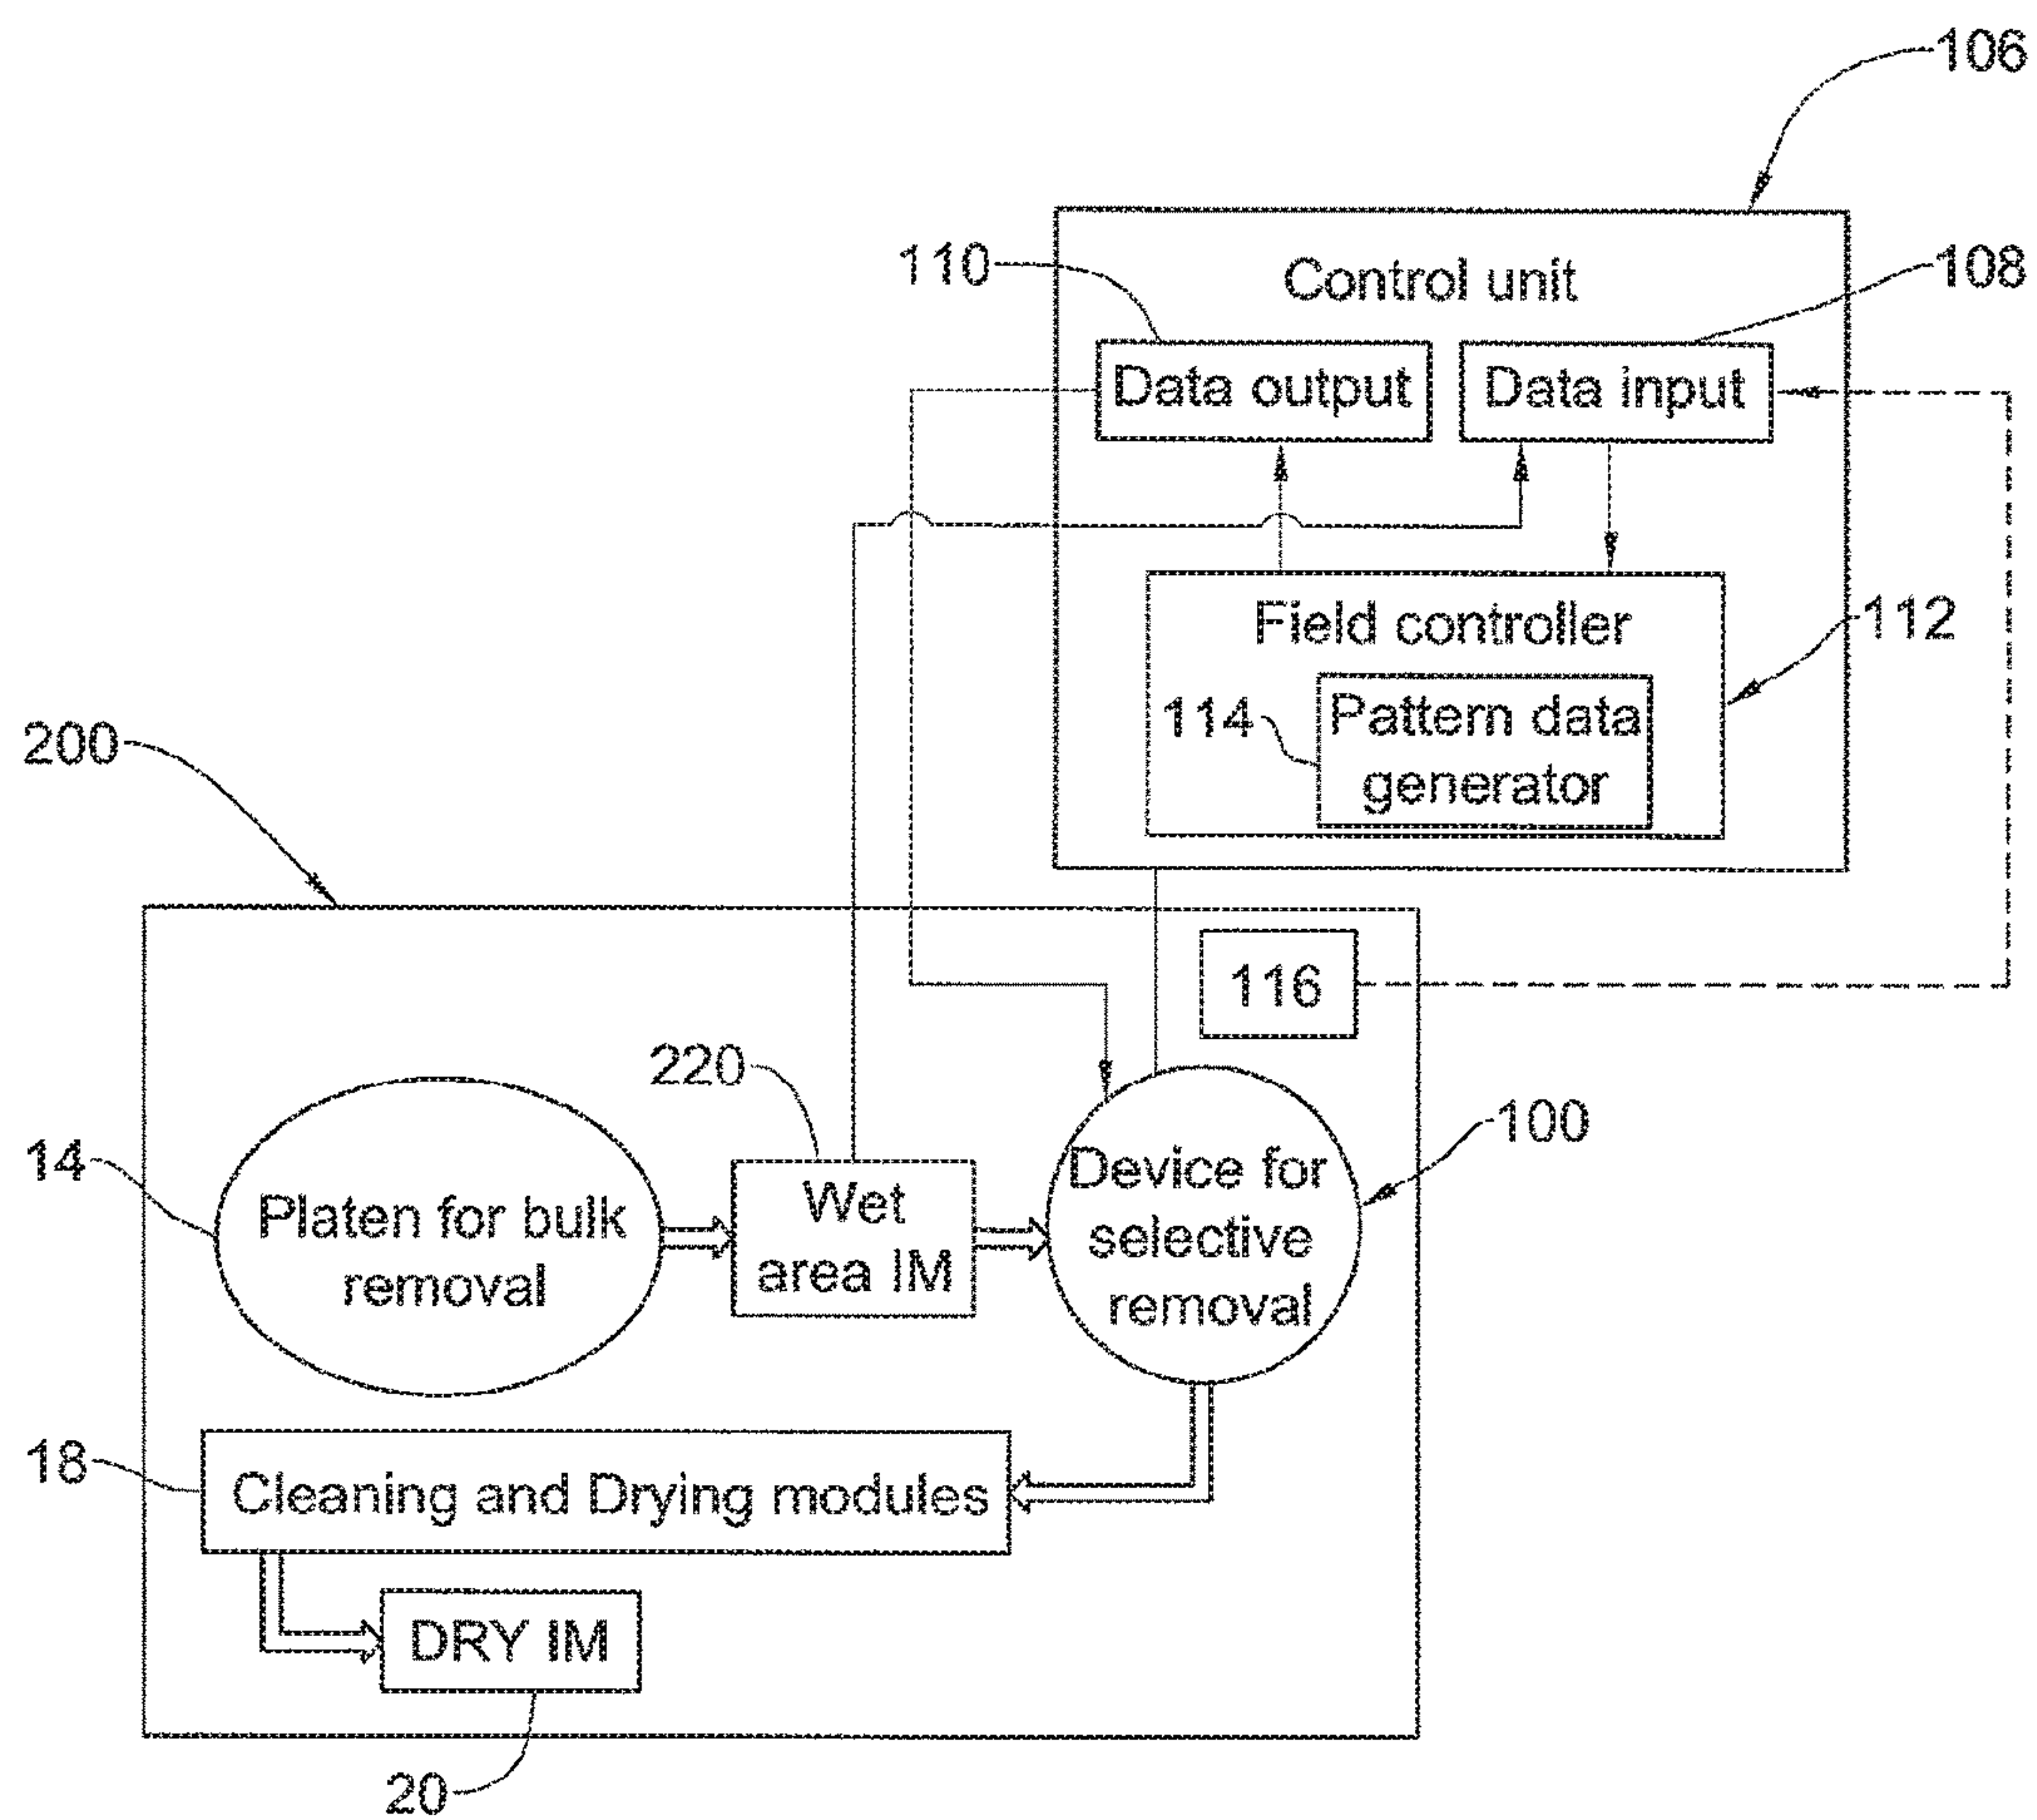 106
110
Control unit
108
Data output
Data input
Field controller
112
114
Pattern data
generator
200
116
220
14
Platen for bulk
removal
Wet
area IM
Device for
selective
removal
100
18
Cleaning and Drying modules
DRY IM
20